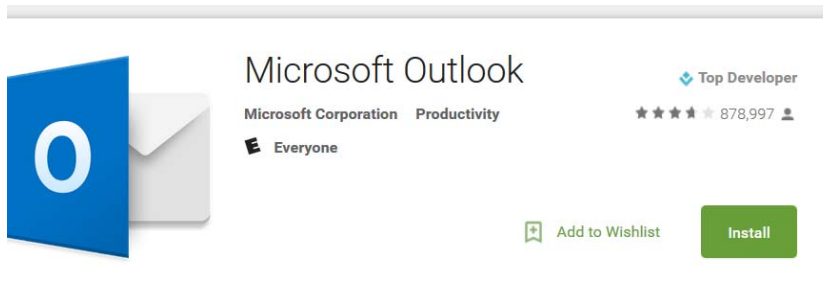 Microsoft Outlook
Top Developer
Microsoft Corporation Productivity
878,997
E Everyone
O
Add to Wishlist
Install